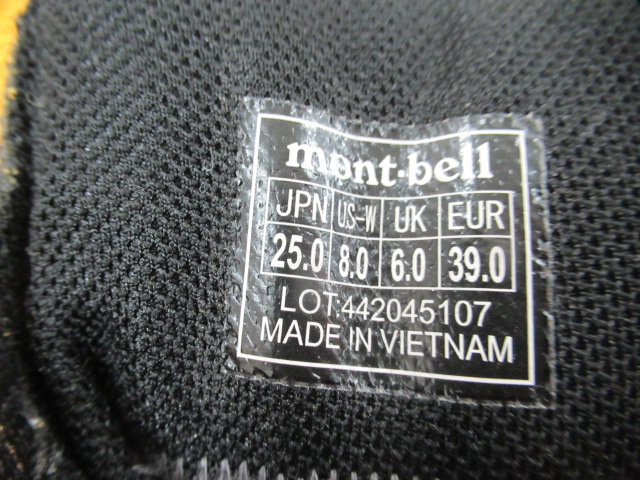 mont-bell
JPN US-W UK EUR
25.0 8.0 6.0 39.0
LOT:442045107
MADE IN VIETNAM